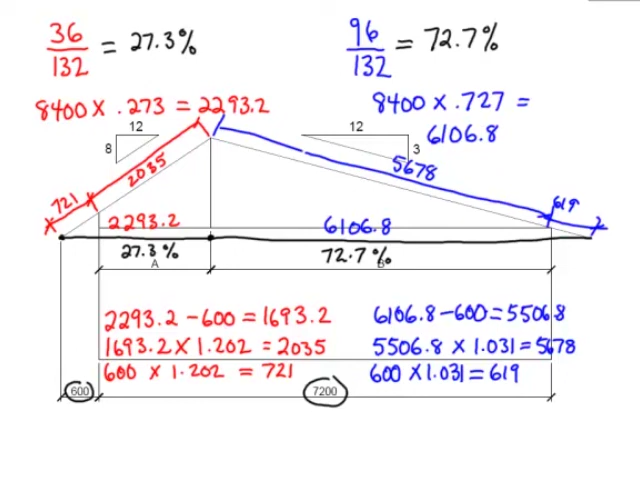 36/132 = 27.3%
96/132 = 72.7%
8400 × .273 = 2293.2
8400 × .727 =
6106.8
12
8
12
3
721
2035
5678
619
2293.2
6106.8
27.3%
72.7%
A
B
2293.2 - 600 = 1693.2
1693.2 × 1.202 = 2035
600 × 1.202 = 721
6106.8 - 600 = 5506.8
5506.8 × 1.031 = 5678
600 × 1.031 = 619
600
7200